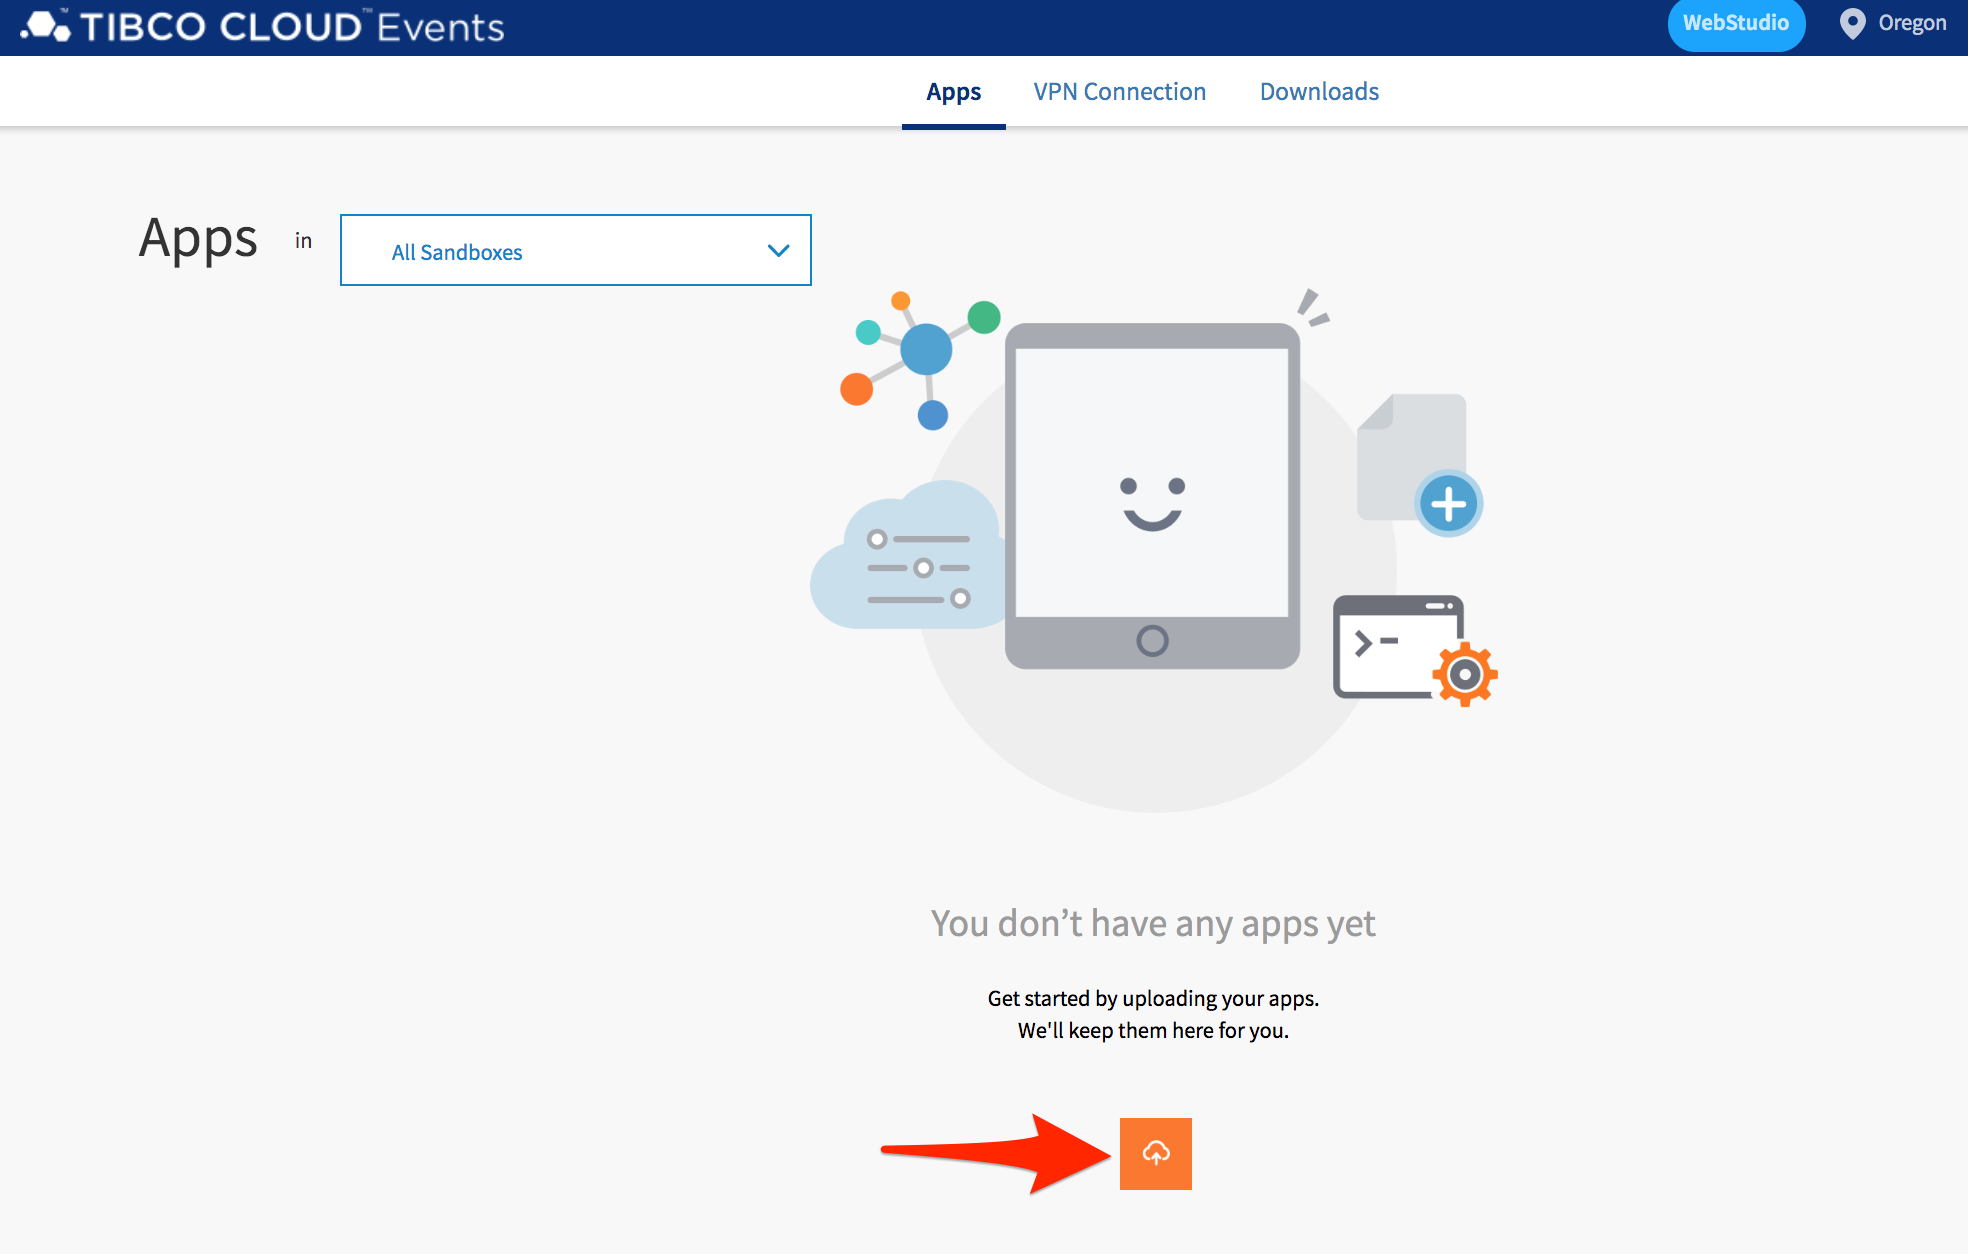 TIBCO CLOUD™ Events
WebStudio
Oregon
Apps
VPN Connection
Downloads
Apps in
All Sandboxes
You don’t have any apps yet
Get started by uploading your apps.
We'll keep them here for you.